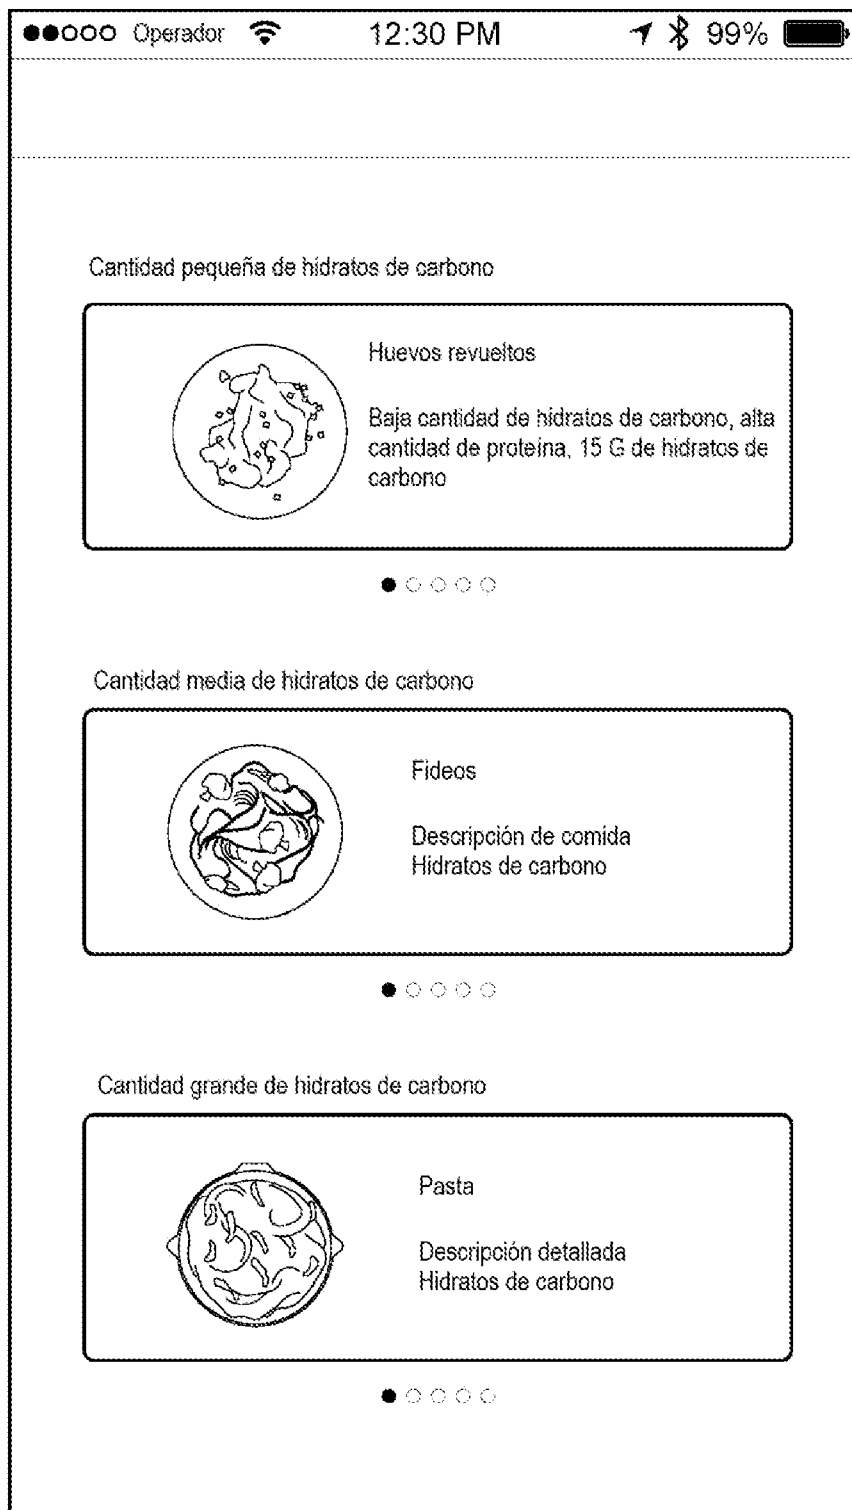 Operador 12:30 PM 99%
Cantidad pequeña de hidratos de carbono
Huevos revueltos
Baja cantidad de hidratos de carbono, alta
cantidad de proteína, 15 G de hidratos de
carbono
Cantidad media de hidratos de carbono
Fideos
Descripción de comida
Hidratos de carbono
Cantidad grande de hidratos de carbono
Pasta
Descripción detallada
Hidratos de carbono